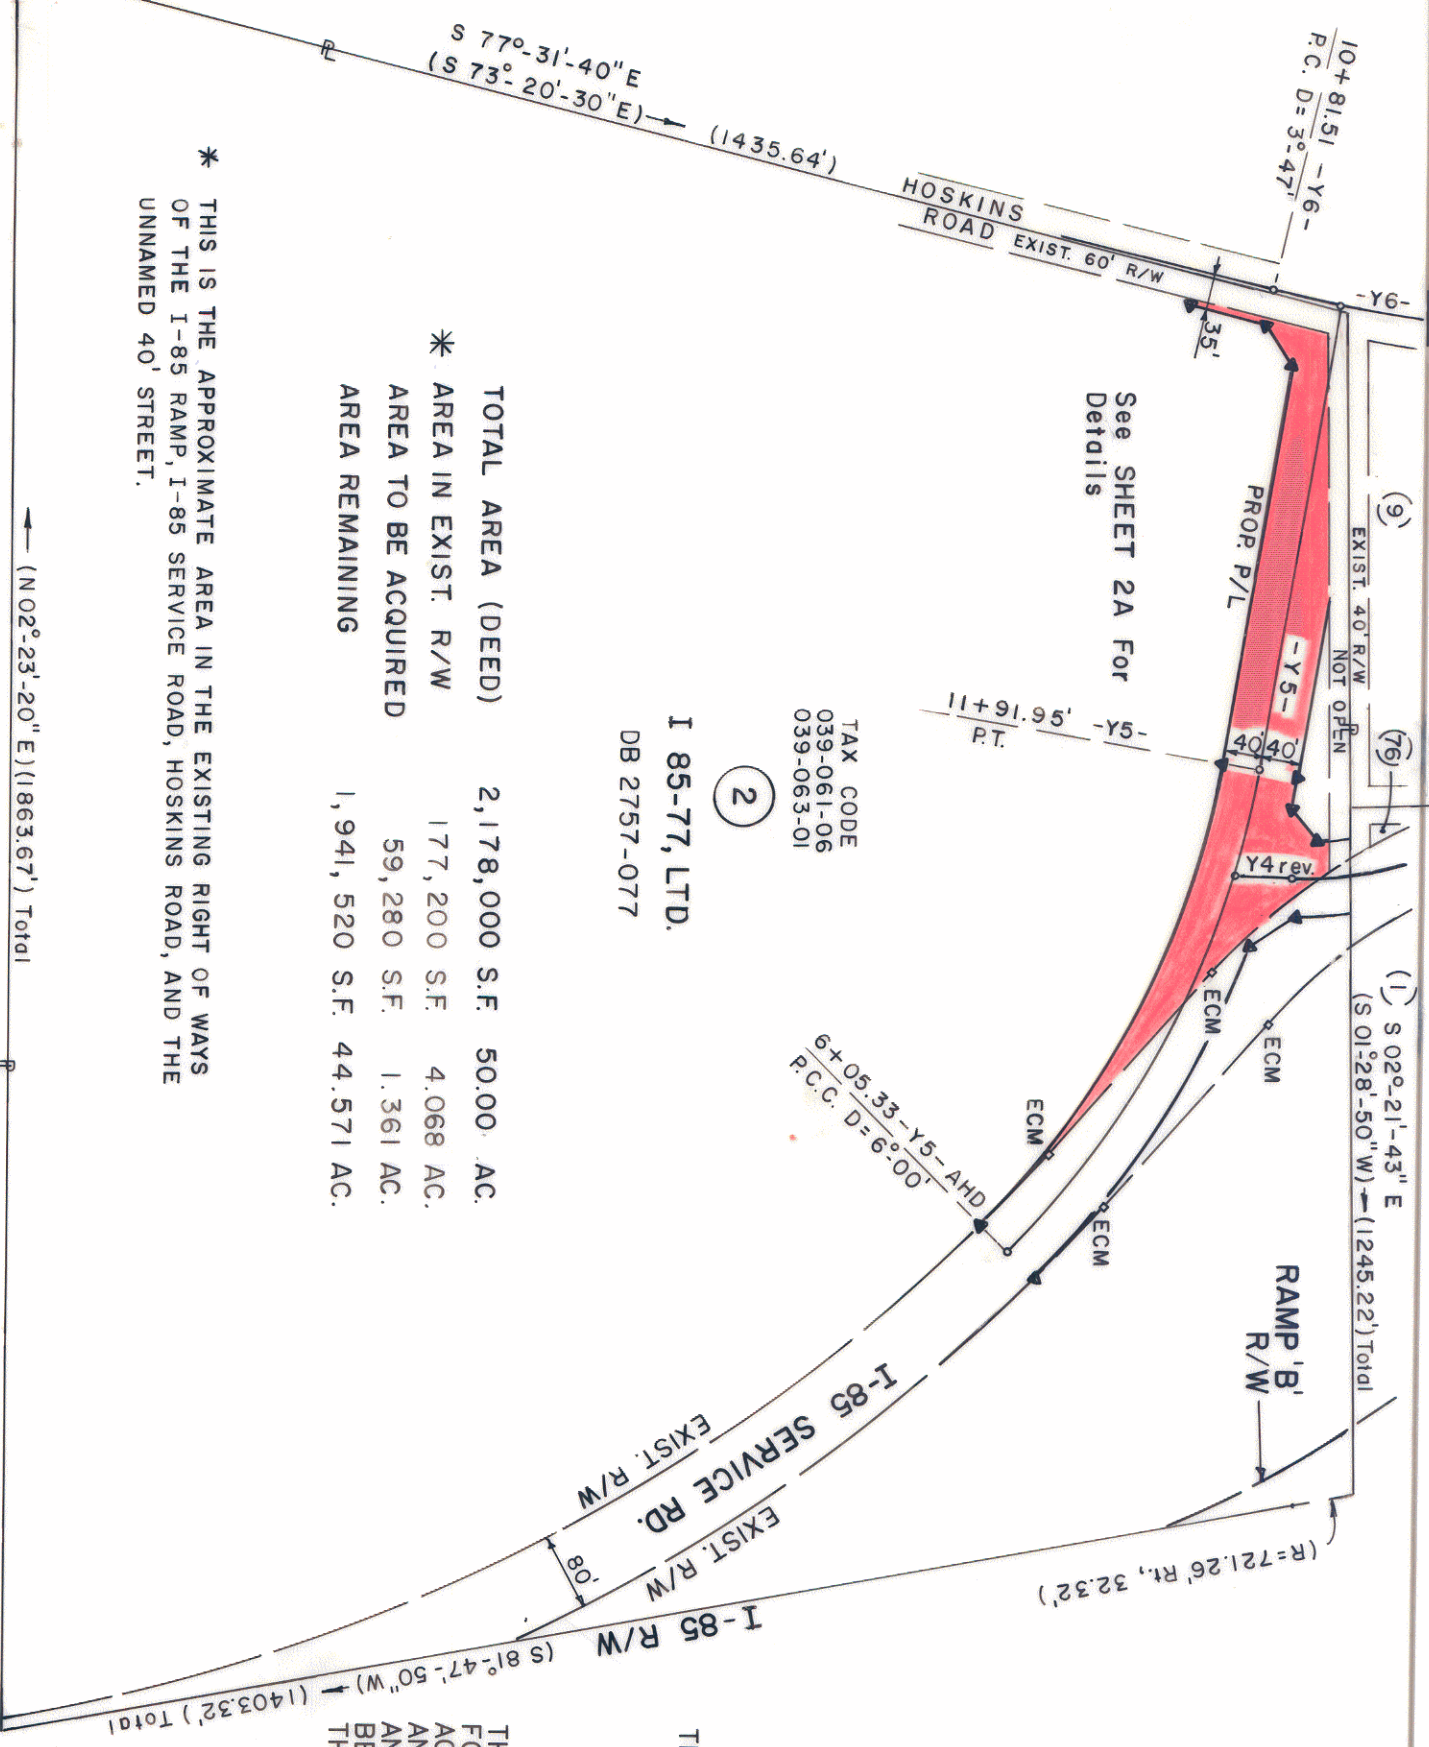 S 77°-31'-40" E
(S 73°-20'-30"E)
(1435.64')
HOSKINS
ROAD EXIST. 60' R/W
10+81.51 -Y6-
P.C. D=3°-47'
-Y6-
35'
See SHEET 2A For
Details
PROP. P/L
-Y5-
EXIST. 40' R/W
NOT OPEN
(9)
(76)
11+91.95' -Y5-
P.T.
40' 40'
Y4 rev.
TAX CODE
039-061-06
039-063-01
2
I 85-77, LTD.
DB 2757-077
TOTAL AREA (DEED) 2,178,000 S.F. 50.00 AC.
* AREA IN EXIST. R/W 177,200 S.F. 4.068 AC.
AREA TO BE ACQUIRED 59,280 S.F. 1.361 AC.
AREA REMAINING 1,941,520 S.F. 44.571 AC.
* THIS IS THE APPROXIMATE AREA IN THE EXISTING RIGHT OF WAYS
OF THE I-85 RAMP, I-85 SERVICE ROAD, HOSKINS ROAD, AND THE
UNNAMED 40' STREET.
(N 02°-23'-20" E)(1863.67') Total
(1) S 02°-21'-43" E
(S 01°-28'-50"W) (1245.22') Total
ECM
ECM
ECM
ECM
6+05.33-Y5-AHD
P.C.C. D=6°-00'
RAMP 'B'
R/W
I-85 SERVICE RD.
EXIST. R/W
EXIST. R/W
80'
I-85 R/W
(R=721.26' Rt., 32.32')
(S 81°-47'-50"W) (1403.32') Total